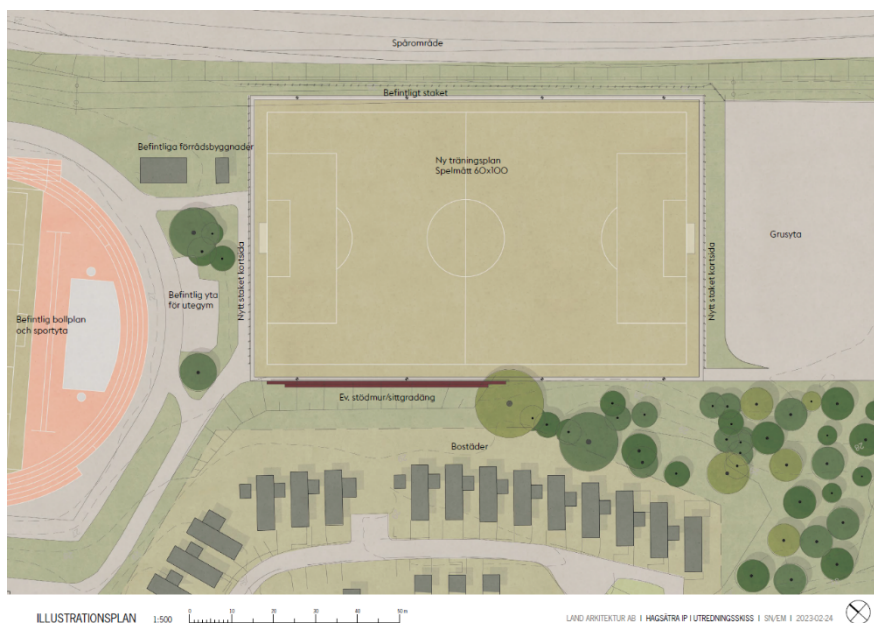 Spårområde
Befintligt staket
Befintliga förrådsbyggnader
Ny träningsplan
Spelmått 60x100
Grusyta
Nytt staket kortsida
Nytt staket kortsida
Befintlig yta
för utegym
Befintlig bollplan
och sportyta
Ev. stödmur/sittgradäng
Bostäder
ILLUSTRATIONSPLAN 1:500 0 10 20 30 40 50 m
LAND ARKITEKTUR AB I HAGSÄTRA IP I UTREDNINGSSKISS I SN/EM I 2023-02-24